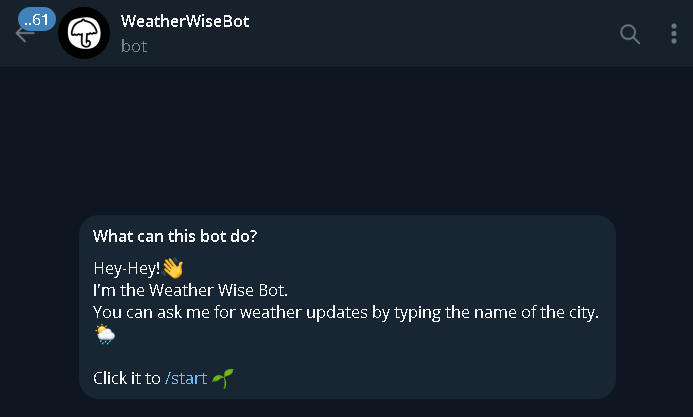 ..61
WeatherWiseBot
bot
What can this bot do?
Hey-Hey!👋
I'm the Weather Wise Bot.
You can ask me for weather updates by typing the name of the city.
🌦️
Click it to /start 🌱